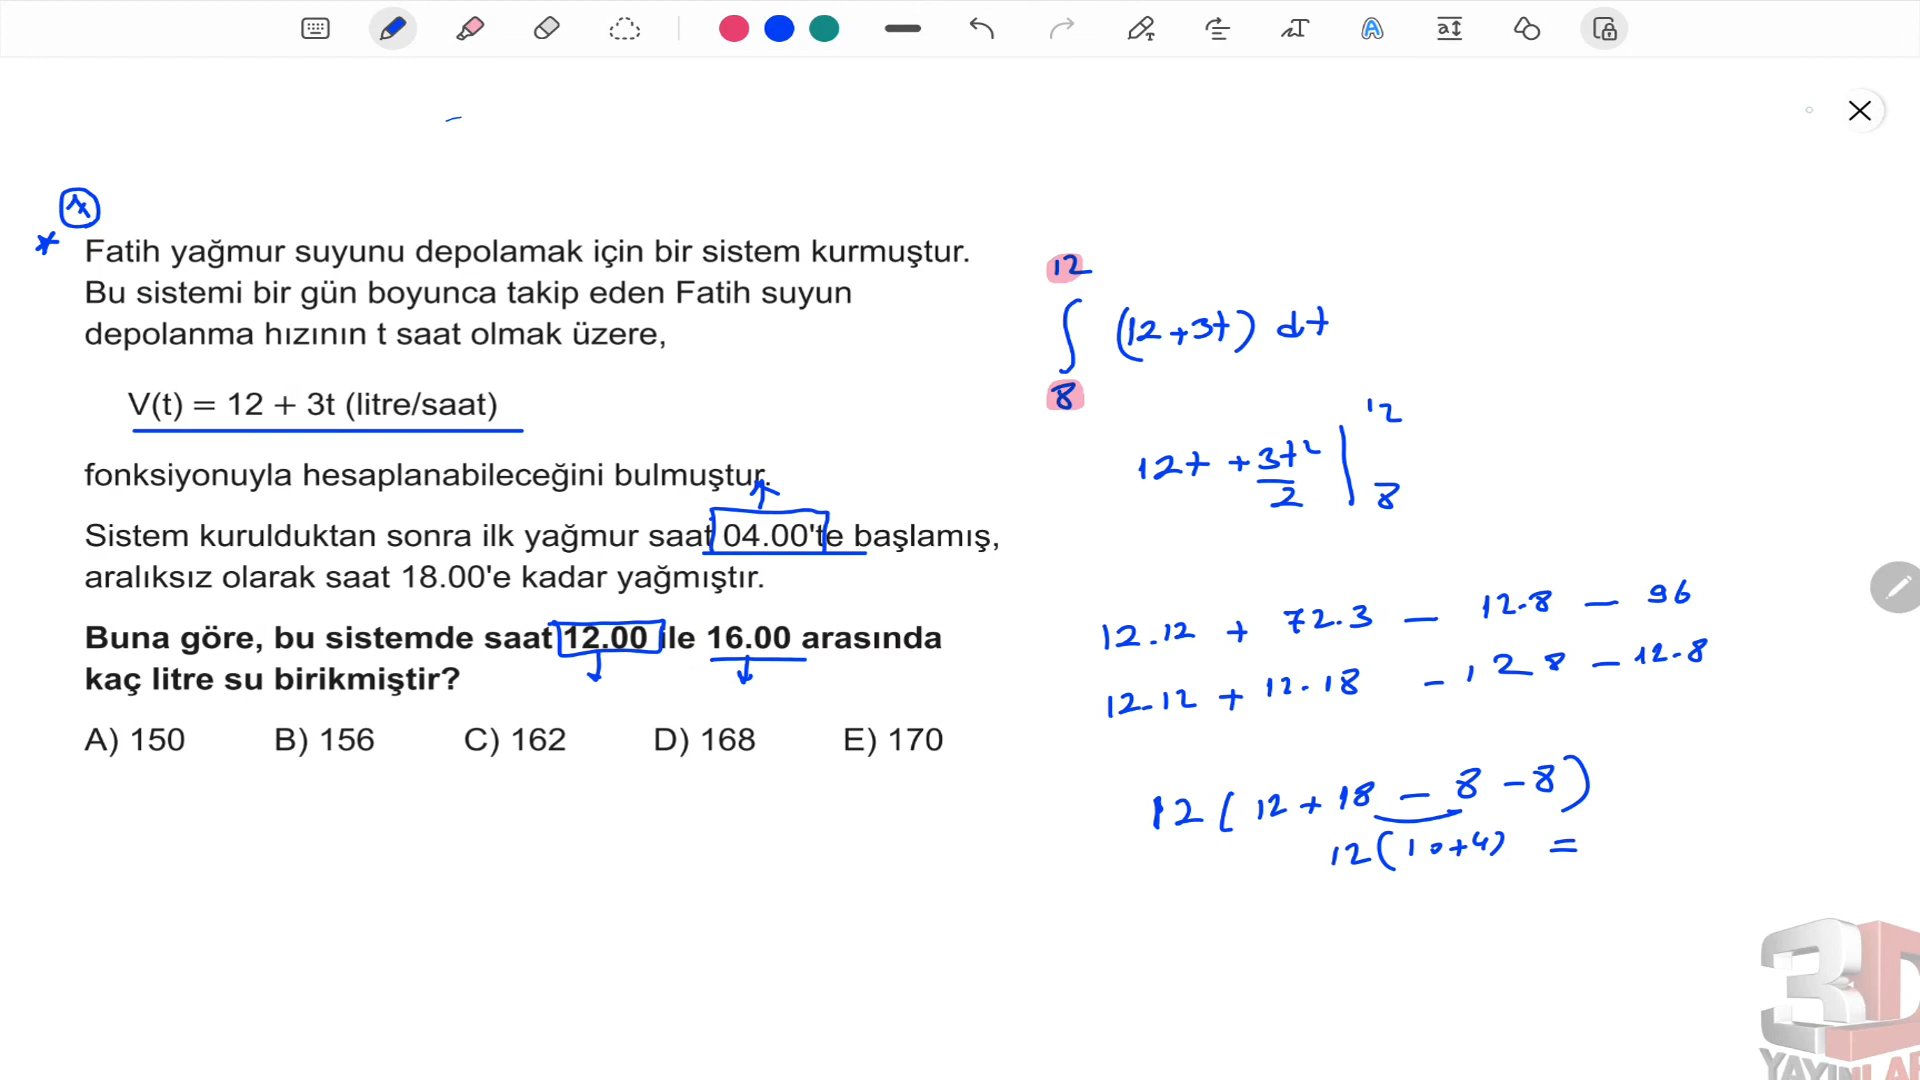 Fatih yağmur suyunu depolamak için bir sistem kurmuştur.
Bu sistemi bir gün boyunca takip eden Fatih suyun
depolanma hızının t saat olmak üzere,
V(t) = 12 + 3t (litre/saat)
fonksiyonuyla hesaplanabileceğini bulmuştur.
Sistem kurulduktan sonra ilk yağmur saat 04.00'te başlamış,
aralıksız olarak saat 18.00'e kadar yağmıştır.
Buna göre, bu sistemde saat 12.00 ile 16.00 arasında
kaç litre su birikmiştir?
A) 150 B) 156 C) 162 D) 168 E) 170
12
∫ (12+3t) dt
8
12t + 3t²/2 | 12 8
12.12 + 72.3 — 12.8 — 96
12.12 + 12.18 - 12 8 - 12.8
12 ( 12 + 18 — 8 - 8 )
12 ( 10+4) =
3D
YAYINLAR